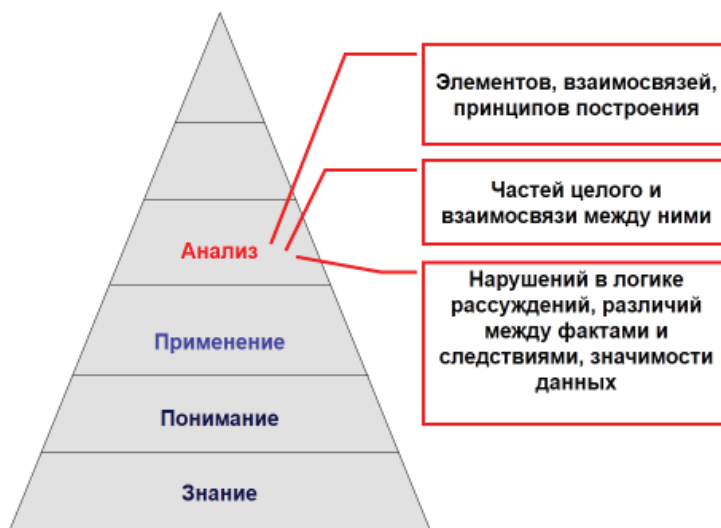 Элементов, взаимосвязей,
принципов построения
Частей целого и
взаимосвязи между ними
Анализ
Нарушений в логике
рассуждений, различий
между фактами и
следствиями, значимости
данных
Применение
Понимание
Знание